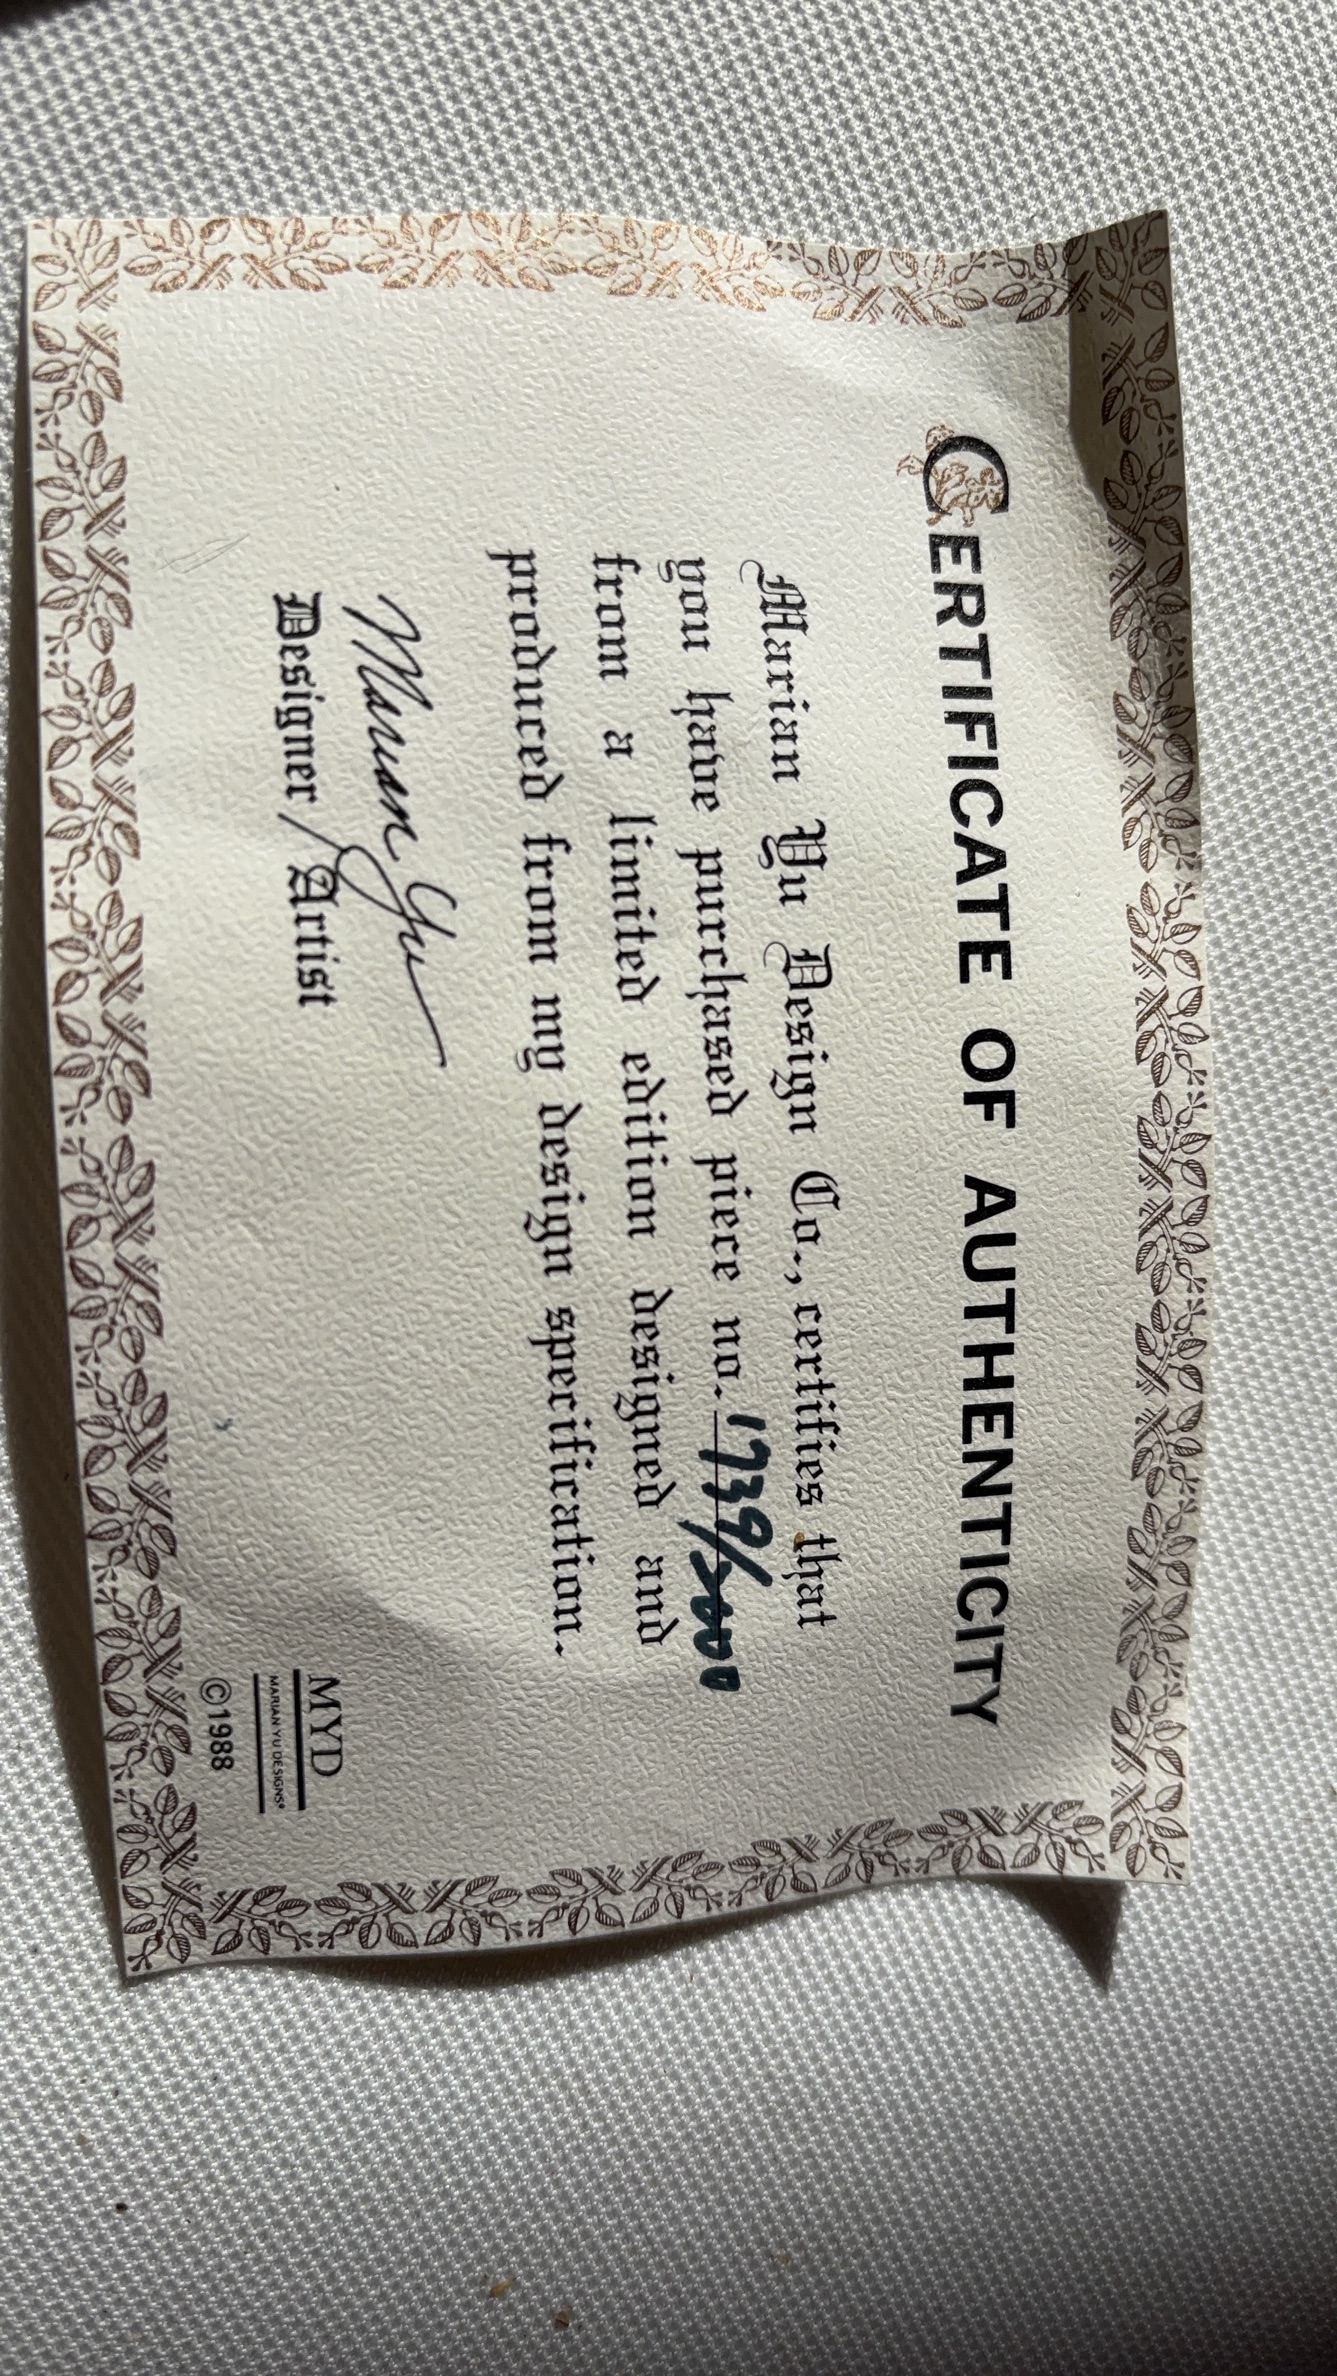 CERTIFICATE OF AUTHENTICITY
Marian Yu Design Co., certifies that
you have purchased piece no. 1739/5000
from a limited edition designed and
produced from my design specification.
Marian Yu
Designer / Artist
MYD
MARIAN YU DESIGNS®
©1988